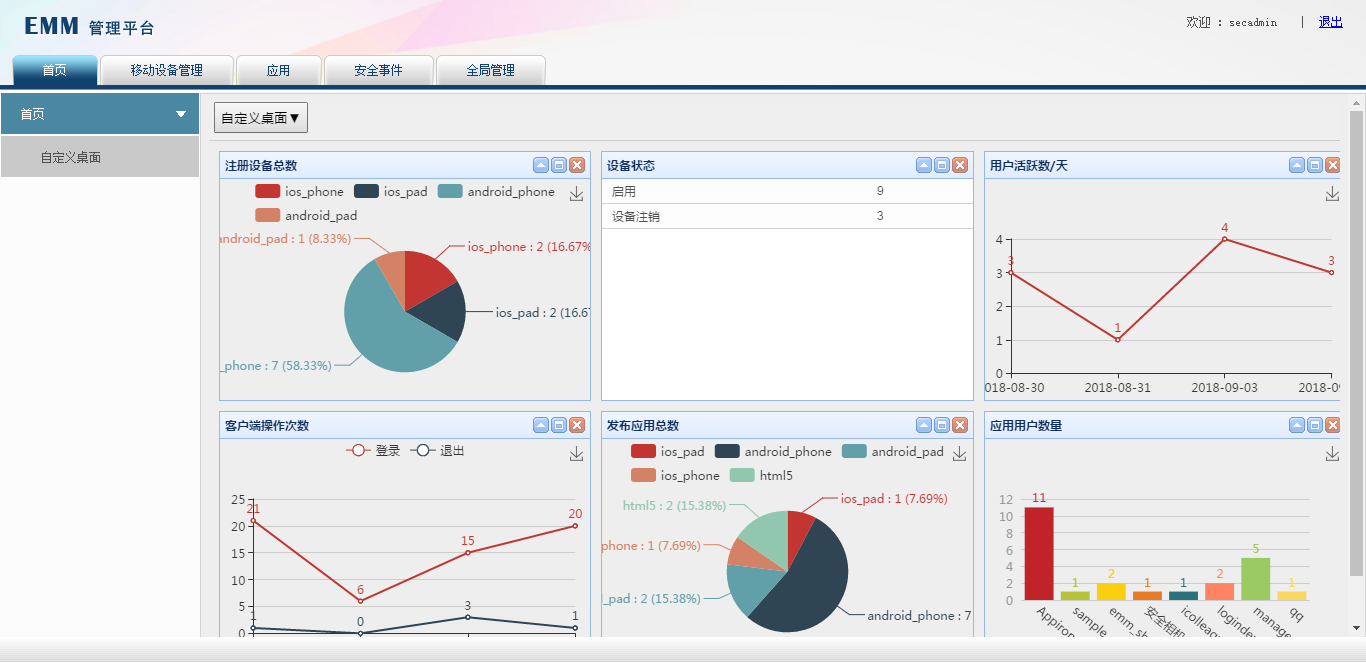 EMM 管理平台
欢迎 : secadmin | 退出
首页 移动设备管理 应用 安全事件 全局管理
首页
自定义桌面
自定义桌面▼
注册设备总数
ios_phone ios_pad android_phone
android_pad
android_pad : 1 (8.33%)
ios_phone : 2 (16.67%
ios_pad : 2 (16.67
_phone : 7 (58.33%)
设备状态
启用 9
设备注销 3
用户活跃数/天
4
3
2
1
0
3
1
4
3
018-08-30 2018-08-31 2018-09-03 2018-09
客户端操作次数
登录 退出
25
20
15
10
5
0
21
6
15
20
1
0
3
1
发布应用总数
ios_pad android_phone android_pad
ios_phone html5
html5 : 2 (15.38%)
ios_pad : 1 (7.69%)
phone : 1 (7.69%)
_pad : 2 (15.38%)
android_phone : 7
应用用户数量
12
10
8
6
4
2
0
11
1
2
1
1
2
5
1
Appiron
sample
emm_sh
安全相机
icolleag
loginde
manage
qq